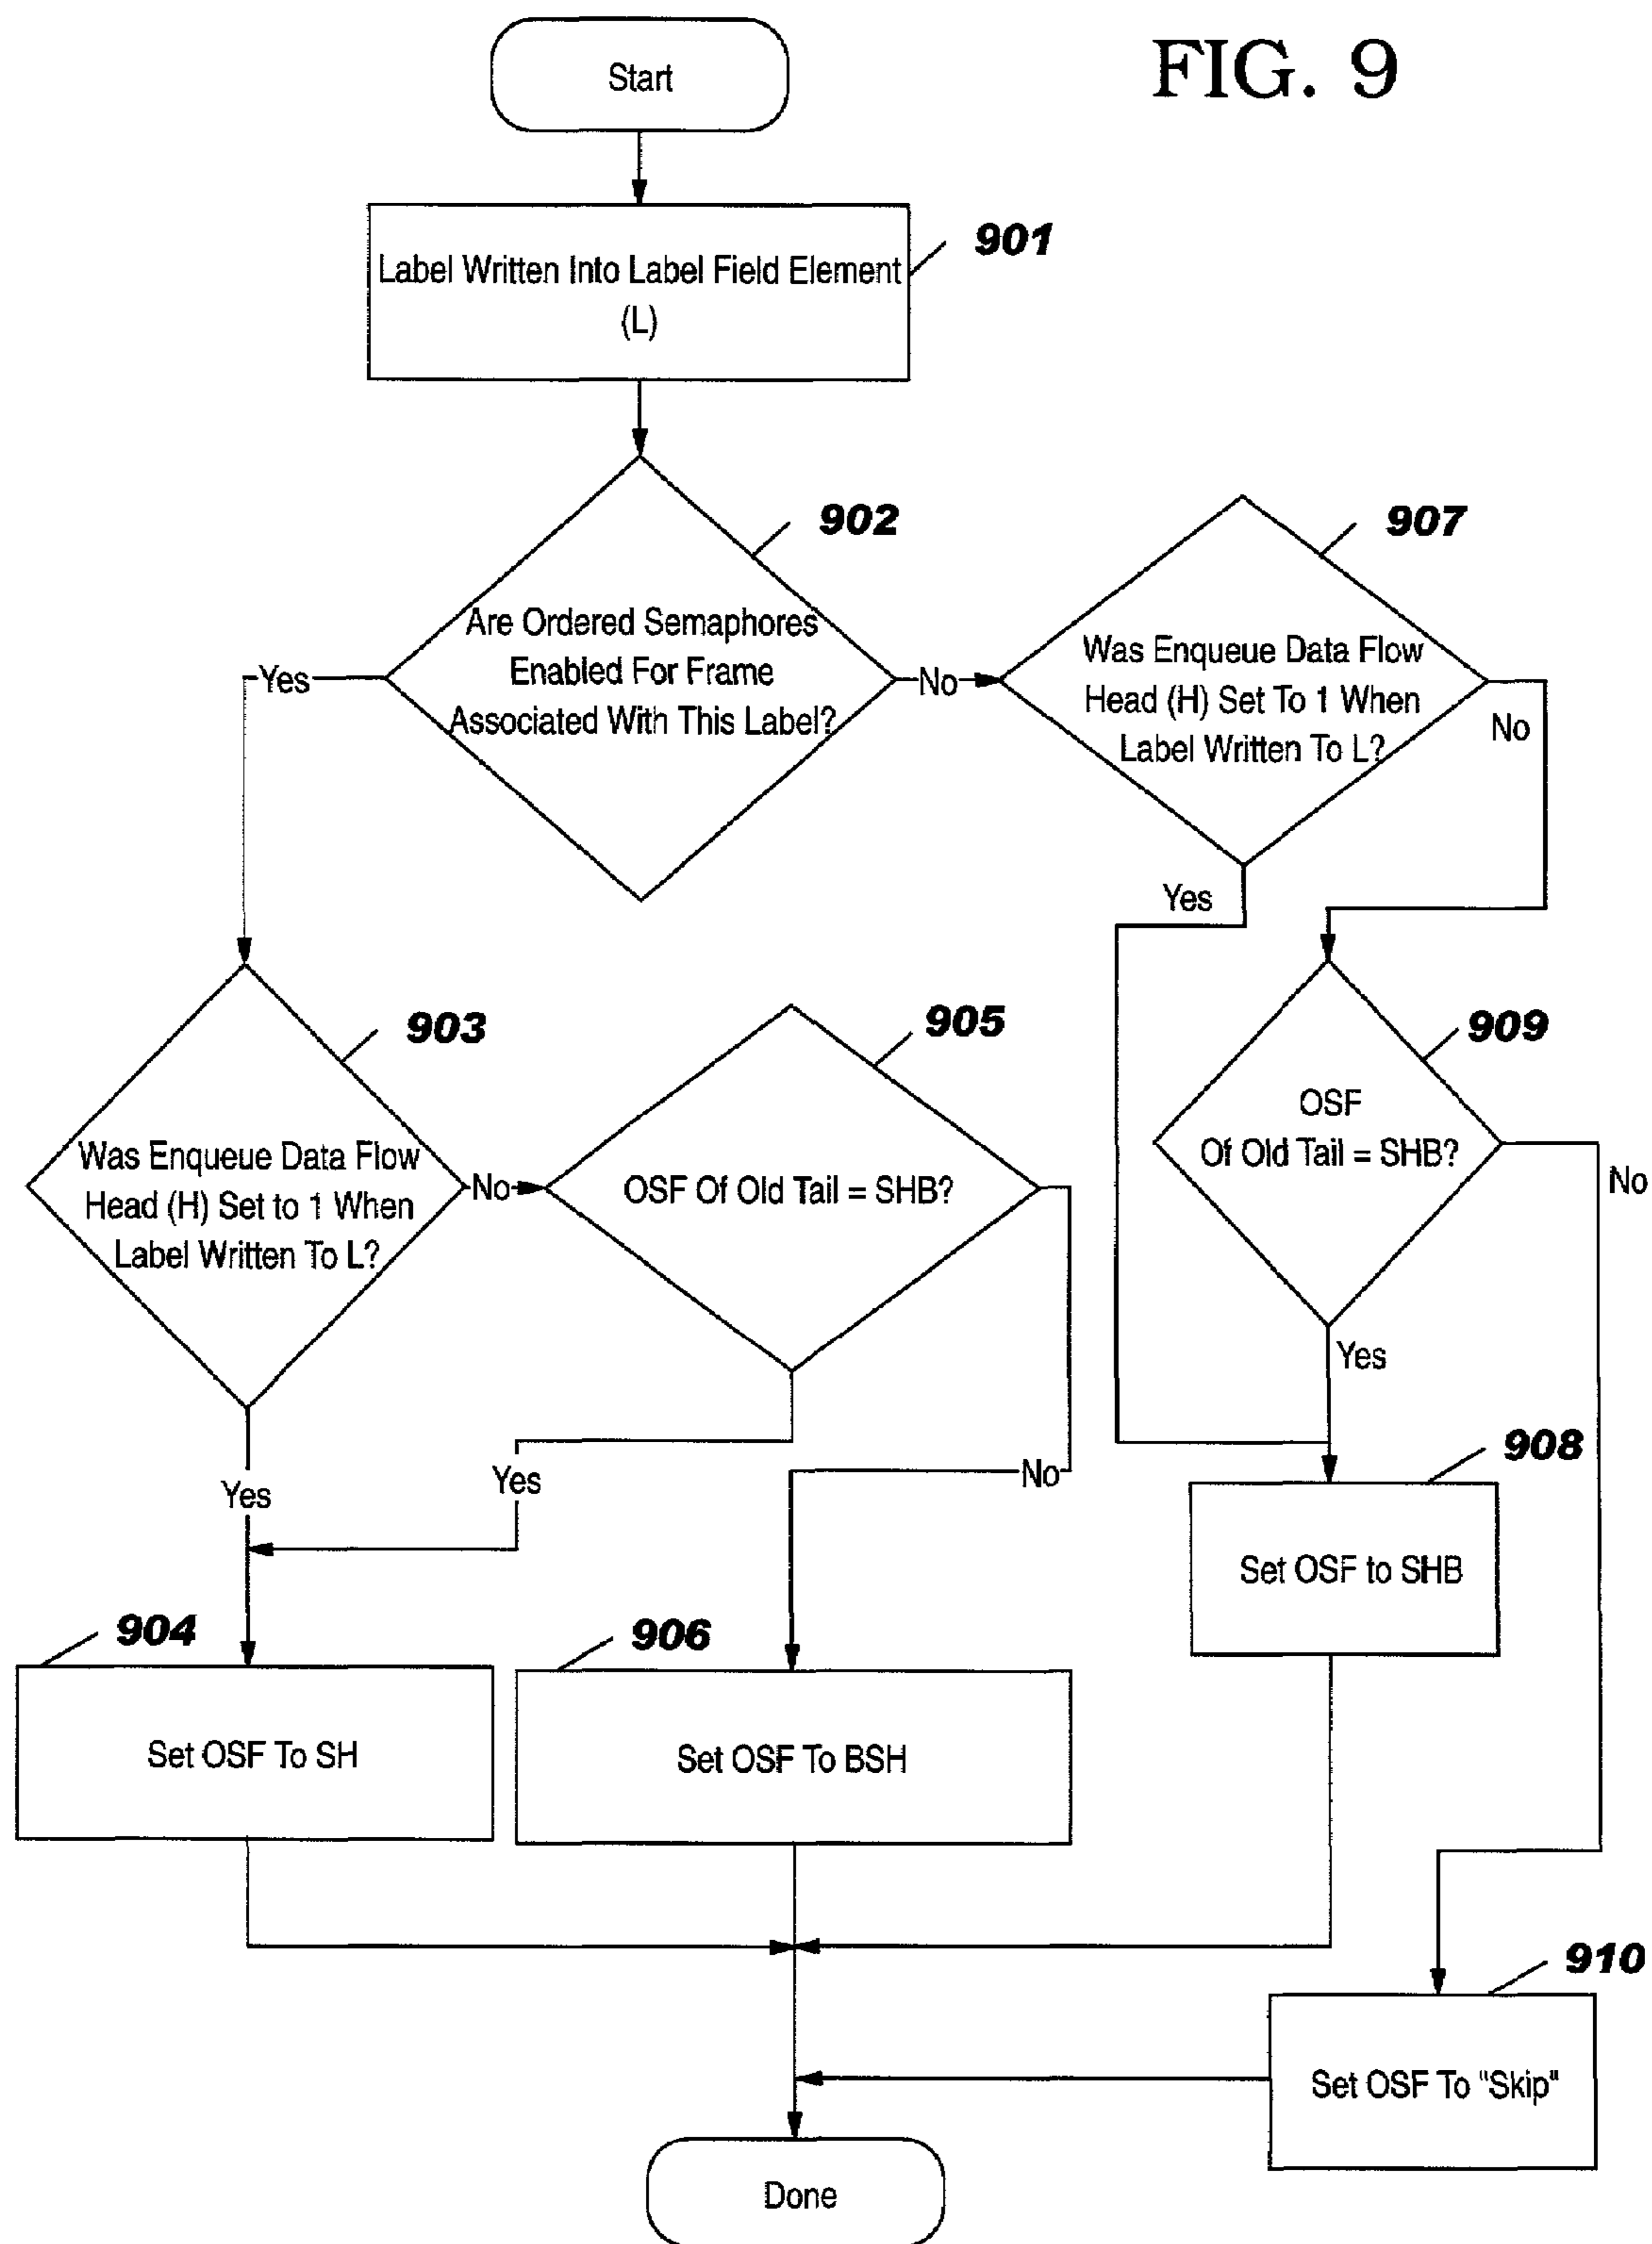 FIG. 9
Start
901
Label Written Into Label Field Element
(L)
902
Are Ordered Semaphores
Enabled For Frame
Associated With This Label?
Yes
No
907
Was Enqueue Data Flow
Head (H) Set To 1 When
Label Written To L?
No
Yes
903
Was Enqueue Data Flow
Head (H) Set to 1 When
Label Written To L?
No
Yes
905
OSF Of Old Tail = SHB?
Yes
No
909
OSF
Of Old Tail = SHB?
No
Yes
908
Set OSF to SHB
904
Set OSF To SH
906
Set OSF To BSH
910
Set OSF To "Skip"
Done